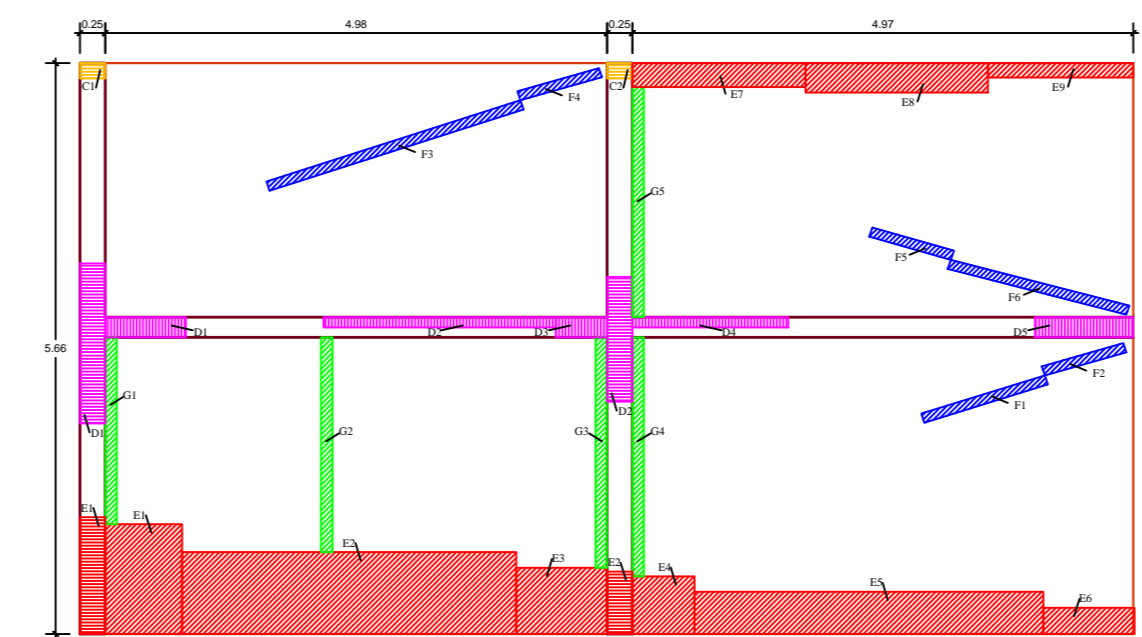 0.25 4.98 0.25 4.97
C1 F4 C2 E7 E8 E9
F3
G5
F5
F6
D1 D2 D3 D4 D5
5.66
F2
G1 F1
D1 G2 G3 D2 G4
E1 E1
E2 E3 E2 E4 E5 E6